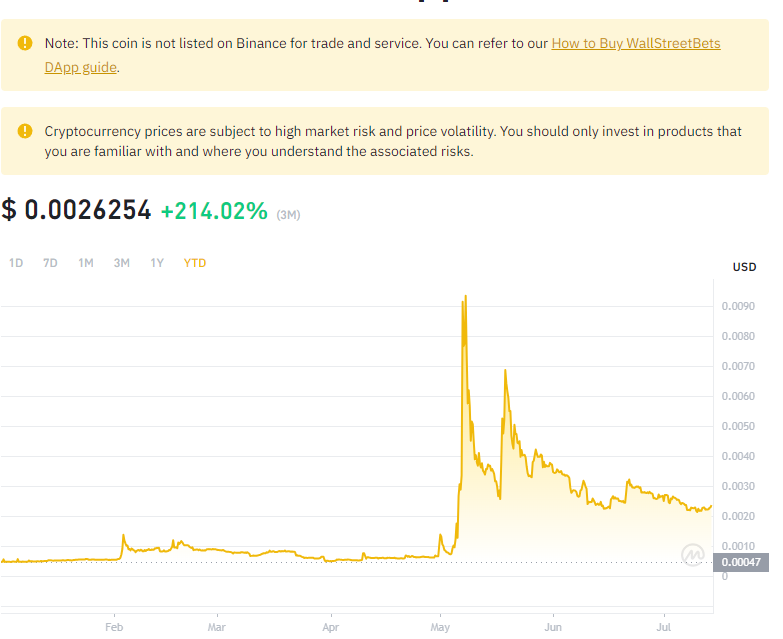 Note: This coin is not listed on Binance for trade and service. You can refer to our How to Buy WallStreetBets
DApp guide.
Cryptocurrency prices are subject to high market risk and price volatility. You should only invest in products that
you are familiar with and where you understand the associated risks.
$ 0.0026254 +214.02% (3M)
1D 7D 1M 3M 1Y YTD
USD
0.0090
0.0080
0.0070
0.0060
0.0050
0.0040
0.0030
0.0020
0.0010
0.00047
0
Feb Mar Apr May Jun Jul